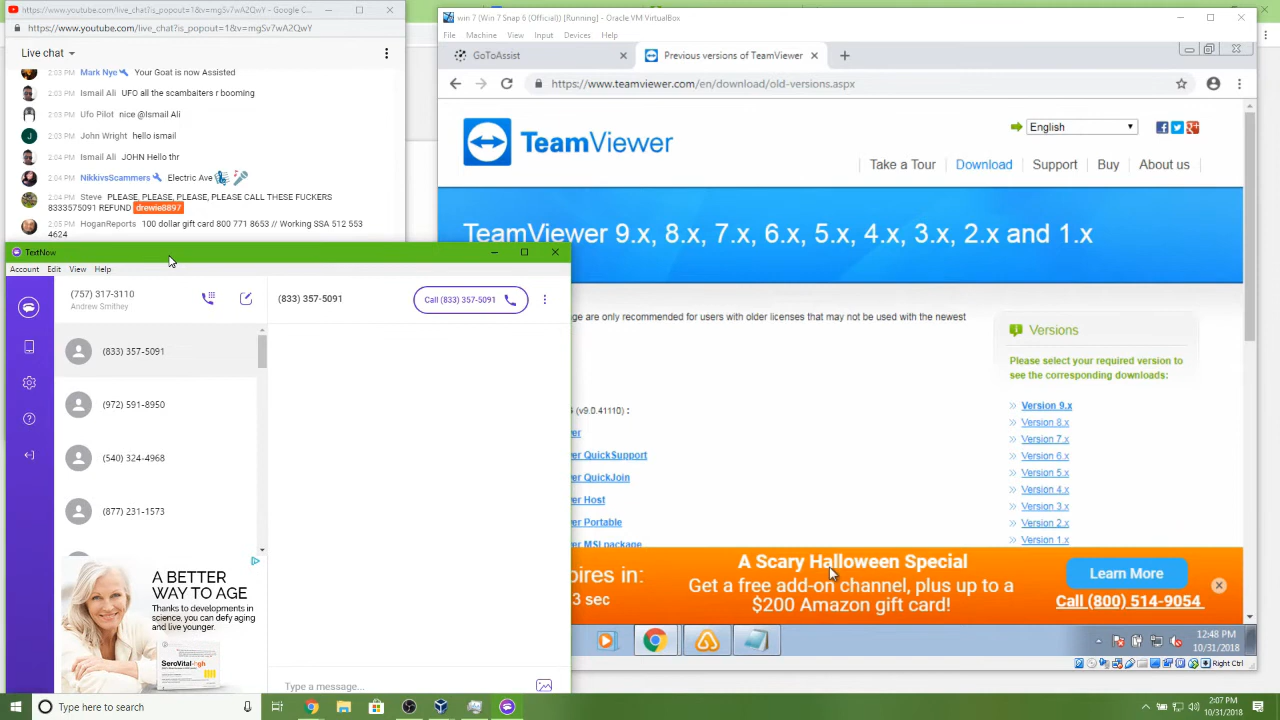 https://www.youtube.com/live_chat?is_popout=1&v=mgSv7wA2QwY - Google C...
https://www.youtube.com/live_chat?is_popout=1&v=mgSv7wA2QwY
Live chat
Mark Nye Your Goat is now Assisted
2:03 PM Ismail Ali UFO all the scambaiters r booming
2:03 PM Ufo Pilot nice @Ismail Ali
2:03 PM John Wright hello ismail
2:04 PM Ismail Ali JOHN Hello thr
2:04 PM NikkivsScammers Electric Ave
2:04 PM Steve PLEASE, PLEASE, PLEASE, PLEASE CALL THESE FUCKERS
8333575091 REFUND, drewie8897
2:05 PM HoganReports 100 dollar gift card 800 771 8653 // Working SSA 512 553
4624
TextNow
Account Edit View Help
(757) 317-3110
Andrew Smithey
(833) 357-5091
Call (833) 357-5091
(833) 357-5091
(972) 591-8950
(540) 324-4968
(877) 231-1573
A BETTER
WAY TO AGE
Thanks to developments in
science, you can defy aging
and live younger.
SeroVital-hgh
Type a message...
win 7 (Win 7 Snap 6 (Official)) [Running] - Oracle VM VirtualBox
File Machine View Input Devices Help
GoToAssist
Previous versions of TeamViewer
https://www.teamviewer.com/en/download/old-versions.aspx
TeamViewer
English
Take a Tour Download Support Buy About us
TeamViewer 9.x, 8.x, 7.x, 6.x, 5.x, 4.x, 3.x, 2.x and 1.x
age are only recommended for users with older licenses that may not be used with the newest
(v9.0.41110) :
er
er QuickSupport
er QuickJoin
er Host
er Portable
er MSI package
Versions
Please select your required version to
see the corresponding downloads:
Version 9.x
Version 8.x
Version 7.x
Version 6.x
Version 5.x
Version 4.x
Version 3.x
Version 2.x
Version 1.x
pires in:
3 sec
A Scary Halloween Special
Get a free add-on channel, plus up to a
$200 Amazon gift card!
Learn More
Call (800) 514-9054
12:48 PM
10/31/2018
Right Ctrl
Type here to search
2:07 PM
10/31/2018